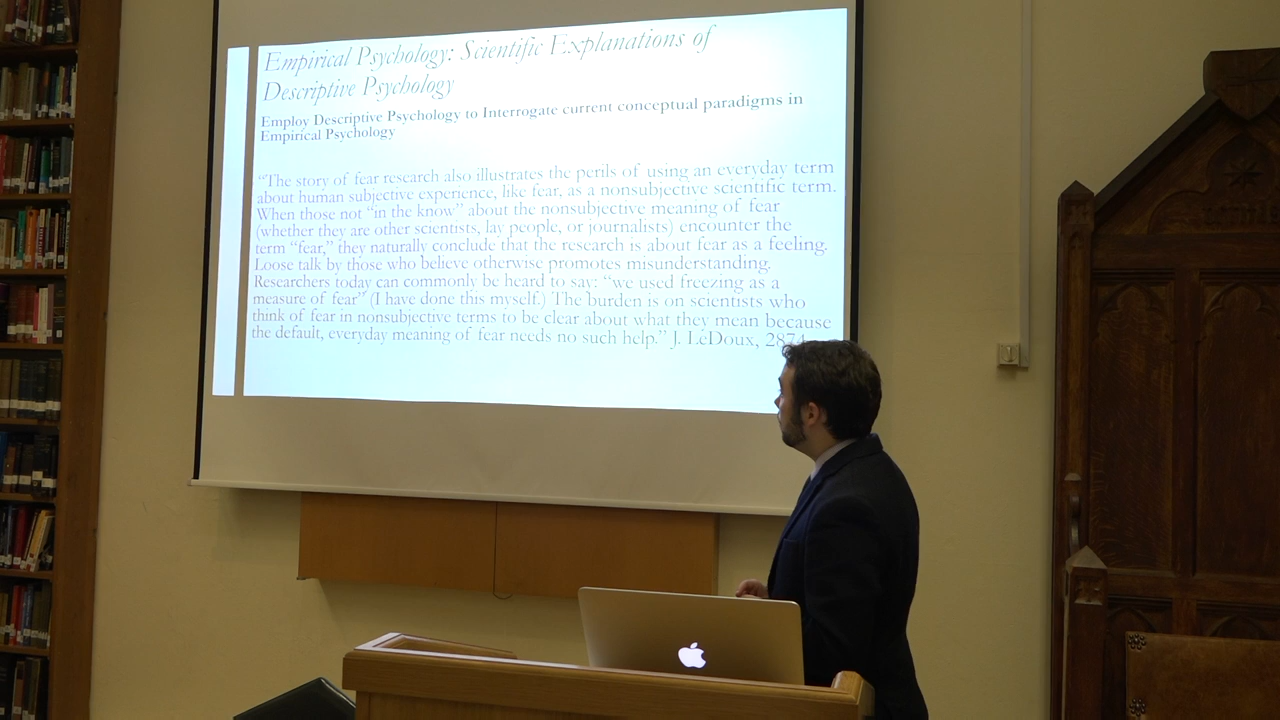 Empirical Psychology: Scientific Explanations of
Descriptive Psychology
Employ Descriptive Psychology to Interrogate current conceptual paradigms in
Empirical Psychology
“The story of fear research also illustrates the perils of using an everyday term
about human subjective experience, like fear, as a nonsubjective scientific term.
When those not “in the know” about the nonsubjective meaning of fear
(whether they are other scientists, lay people, or journalists) encounter the
term “fear,” they naturally conclude that the research is about fear as a feeling.
Loose talk by those who believe otherwise promotes misunderstanding.
Researchers today can commonly be heard to say: “we used freezing as a
measure of fear” (I have done this myself.) The burden is on scientists who
think of fear in nonsubjective terms to be clear about what they mean because
the default, everyday meaning of fear needs no such help.” J. LeDoux, 2874